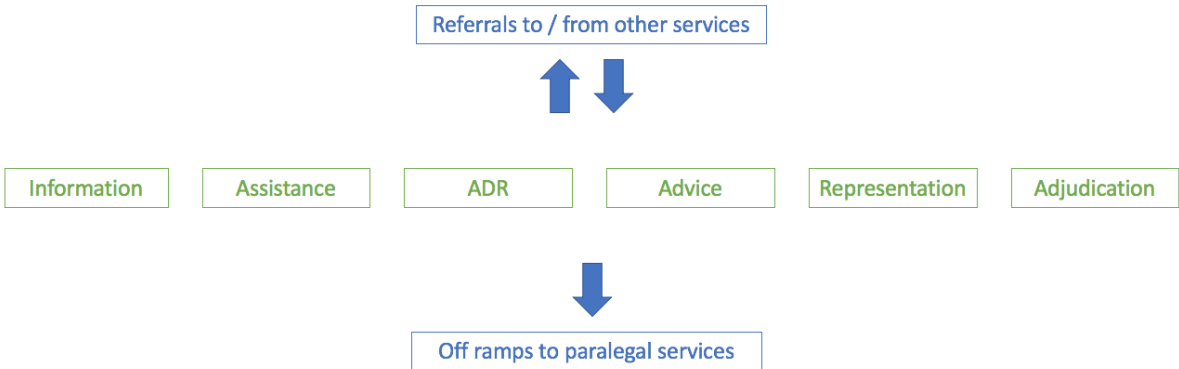 Referrals to / from other services
Information
Assistance
ADR
Advice
Representation
Adjudication
Off ramps to paralegal services